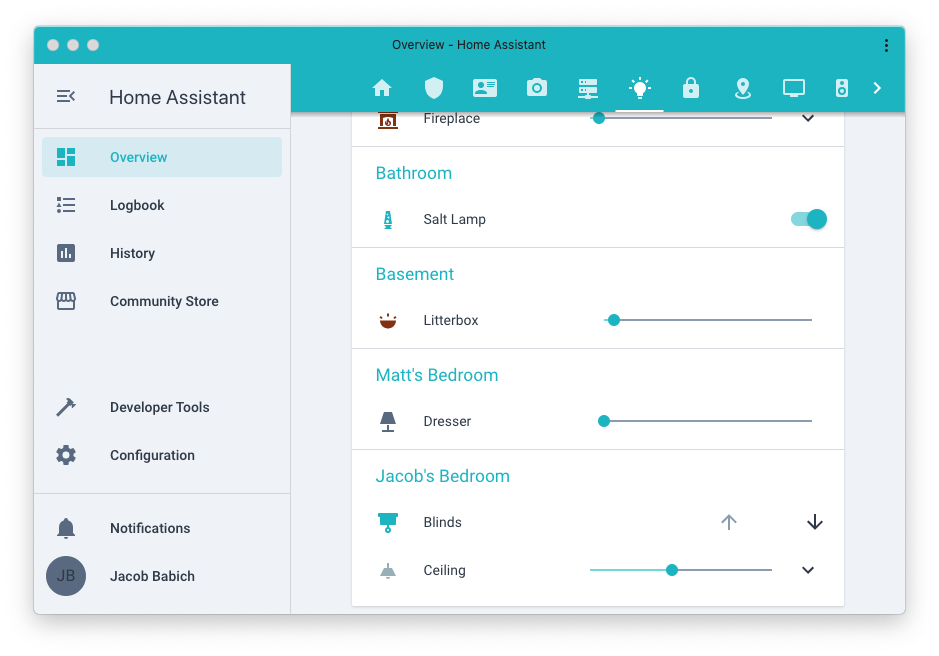 Overview - Home Assistant
Home Assistant
Overview
Logbook
History
Community Store
Developer Tools
Configuration
Notifications
JB
Jacob Babich
Fireplace
Bathroom
Salt Lamp
Basement
Litterbox
Matt's Bedroom
Dresser
Jacob's Bedroom
Blinds
Ceiling